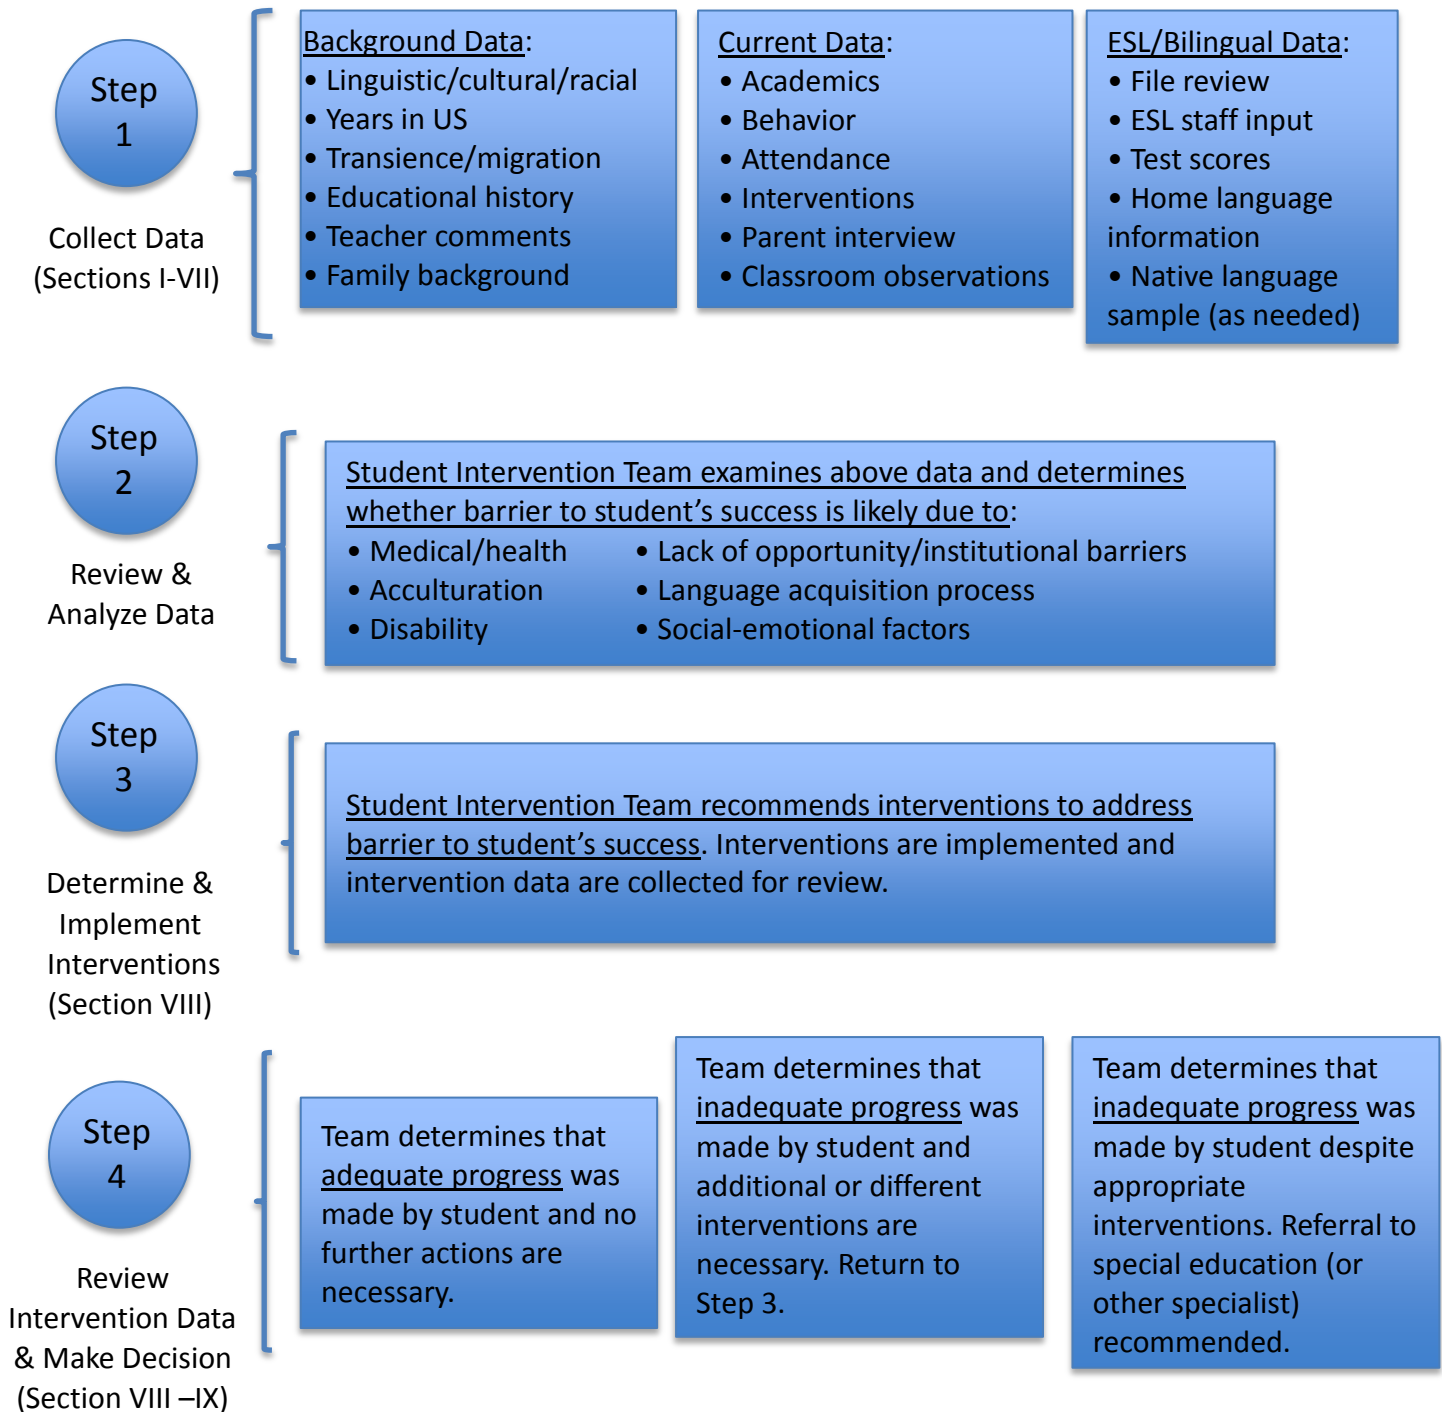 Step
1
Collect Data
(Sections I-VII)
Background Data:
• Linguistic/cultural/racial
• Years in US
• Transience/migration
• Educational history
• Teacher comments
• Family background
Current Data:
• Academics
• Behavior
• Attendance
• Interventions
• Parent interview
• Classroom observations
ESL/Bilingual Data:
• File review
• ESL staff input
• Test scores
• Home language
information
• Native language
sample (as needed)
Step
2
Review &
Analyze Data
Student Intervention Team examines above data and determines
whether barrier to student’s success is likely due to:
• Medical/health
• Acculturation
• Disability
• Lack of opportunity/institutional barriers
• Language acquisition process
• Social-emotional factors
Step
3
Determine &
Implement
Interventions
(Section VIII)
Student Intervention Team recommends interventions to address
barrier to student’s success. Interventions are implemented and
intervention data are collected for review.
Step
4
Review
Intervention Data
& Make Decision
(Section VIII –IX)
Team determines that
adequate progress was
made by student and no
further actions are
necessary.
Team determines that
inadequate progress was
made by student and
additional or different
interventions are
necessary. Return to
Step 3.
Team determines that
inadequate progress was
made by student despite
appropriate
interventions. Referral to
special education (or
other specialist)
recommended.